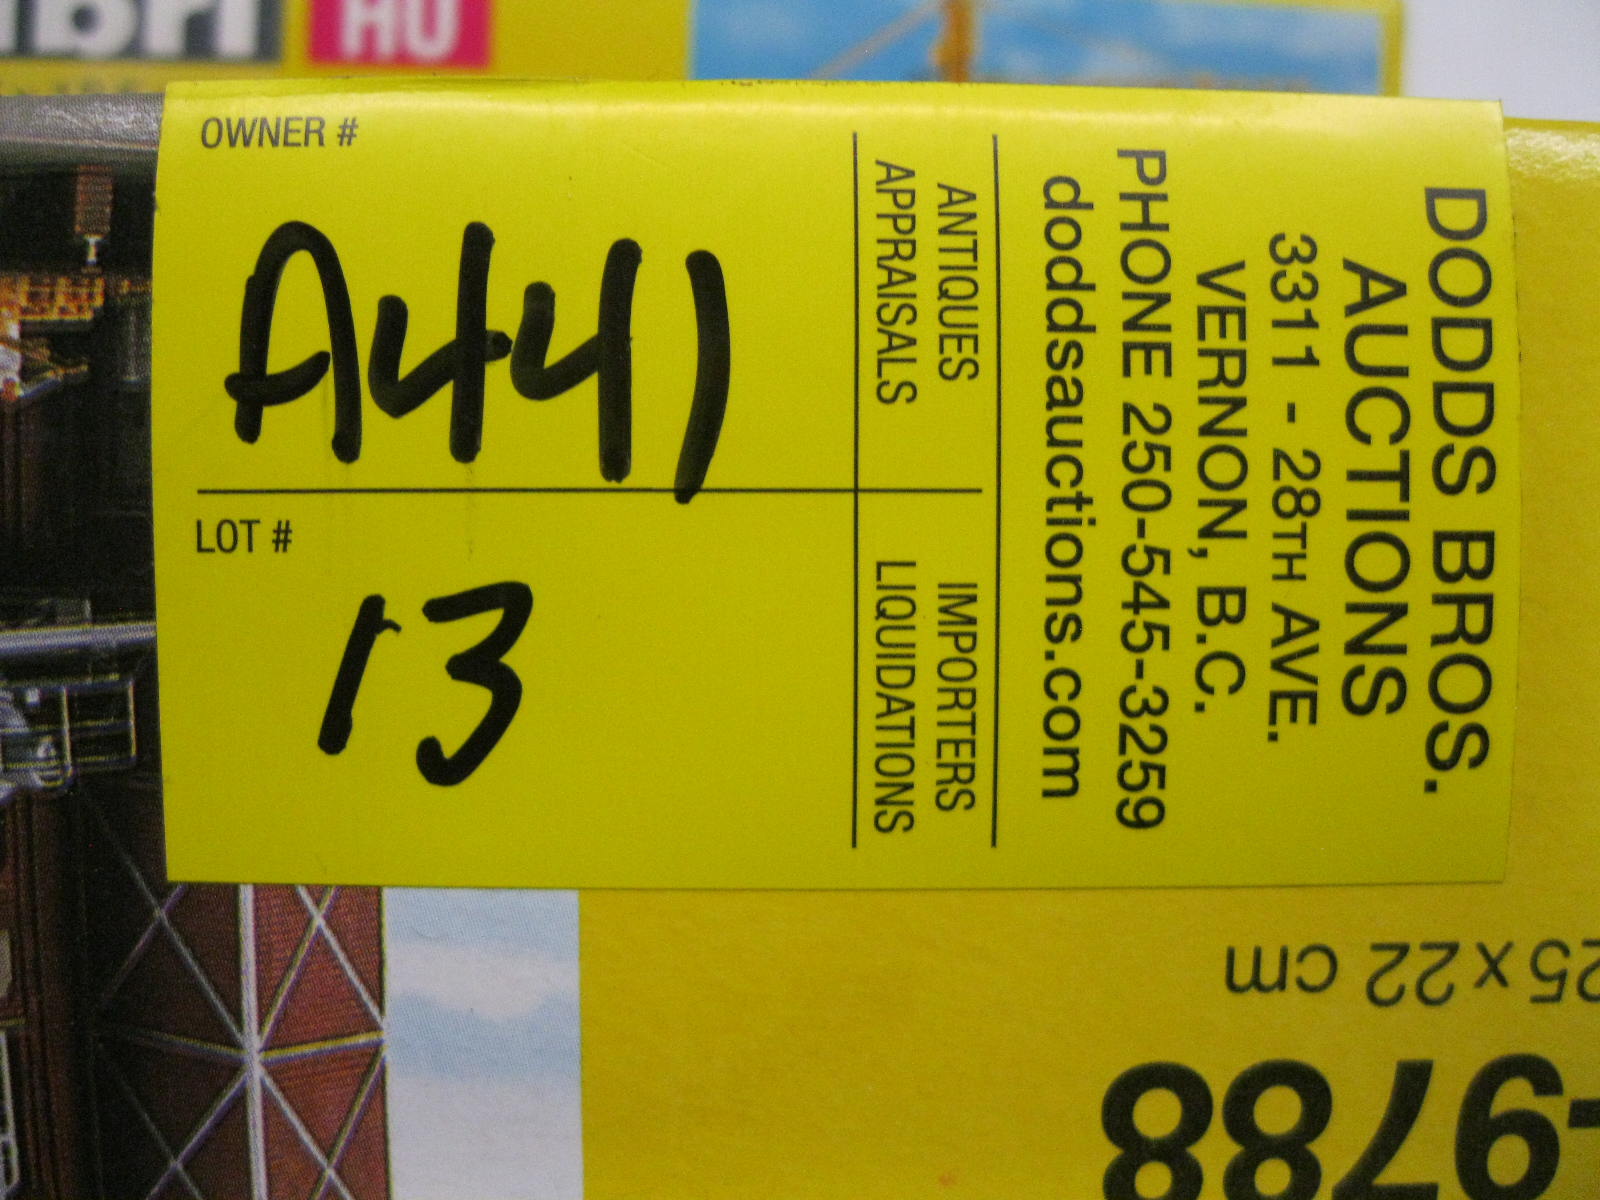 HO
OWNER #
A441
LOT #
13
DODDS BROS.
AUCTIONS
3311 - 28TH AVE.
VERNON, B.C.
PHONE 250-545-3259
doddsauctions.com
ANTIQUES
APPRAISALS
IMPORTERS
LIQUIDATIONS
25 x 22 cm
-9788